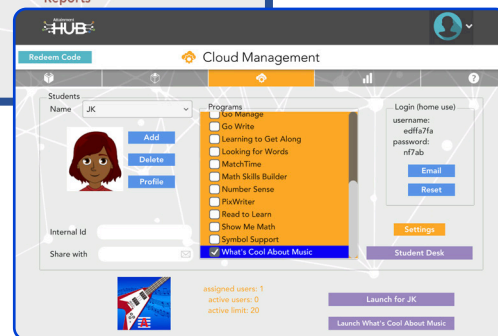 Reports
Attainment
HUB
Redeem Code
Cloud Management
?
Students
Name JK
Add
Delete
Profile
Internal Id
Share with
Programs
Go Manage
Go Write
Learning to Get Along
Looking for Words
MatchTime
Math Skills Builder
Number Sense
PixWriter
Read to Learn
Show Me Math
Symbol Support
What's Cool About Music
Login (home use)
username:
edffa7fa
password:
nf7ab
Email
Reset
Settings
Student Desk
assigned users: 1
active users: 0
active limit: 20
Launch for JK
Launch What's Cool About Music